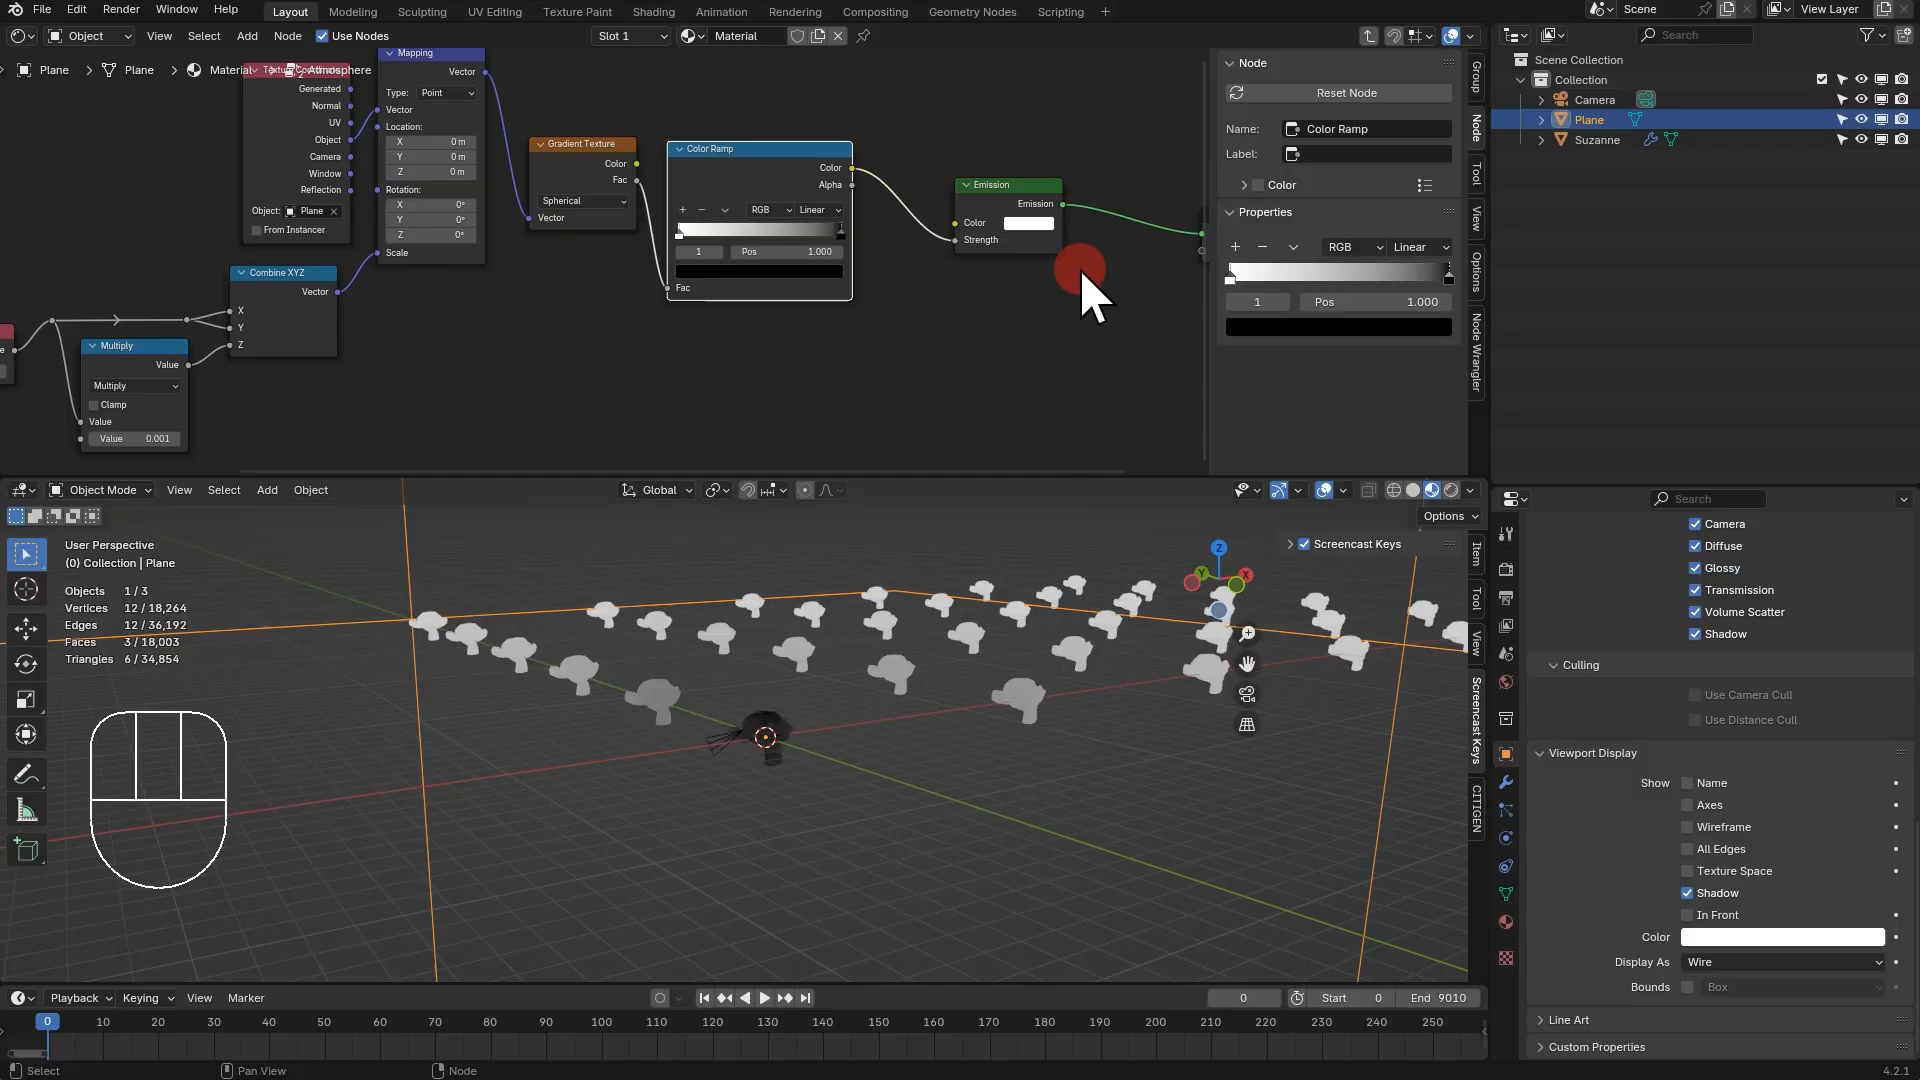 File Edit Render Window Help Layout Modeling Sculpting UV Editing Texture Paint Shading Animation Rendering Compositing Geometry Nodes Scripting + Scene View Layer
Object View Select Add Node Object Use Nodes Slot 1 Material
Search
Plane Plane Material Atmosphere
Mapping
Vector
Type: Point
Vector
Location:
X 0 m
Y 0 m
Z 0 m
Rotation:
X 0°
Y 0°
Z 0°
Scale
Generated
Normal
UV
Object
Camera
Window
Reflection
Object: Plane
From Instancer
Combine XYZ
Vector
X
Y
Z
Multiply
Value
Multiply
Clamp
Value
Value 0.001
Gradient Texture
Color
Fac
Spherical
Vector
Color Ramp
Color
Alpha
RGB Linear
1 Pos 1.000
Fac
Emission
Emission
Color
Strength
Node
Reset Node
Name: Color Ramp
Label:
Color
Properties
RGB Linear
1 Pos 1.000
Group
Node
Tool
View
Options
Node Wrangler
Scene Collection
Collection
Camera
Plane
Suzanne
Object Mode View Select Add Object Global
Options
User Perspective
(0) Collection | Plane
Objects 1 / 3
Vertices 12 / 18,264
Edges 12 / 36,192
Faces 3 / 18,003
Triangles 6 / 34,854
Screencast Keys
Z
Y
X
Item
Tool
View
Screencast Keys
CITIGEN
Search
Camera
Diffuse
Glossy
Transmission
Volume Scatter
Shadow
Culling
Use Camera Cull
Use Distance Cull
Viewport Display
Show Name
Axes
Wireframe
All Edges
Texture Space
Shadow
In Front
Color
Display As Wire
Bounds Box
Line Art
Custom Properties
Playback Keying View Marker 0 Start 0 End 9010
0 10 20 30 40 50 60 70 80 90 100 110 120 130 140 150 160 170 180 190 200 210 220 230 240 250
Select Pan View Node 4.2.1